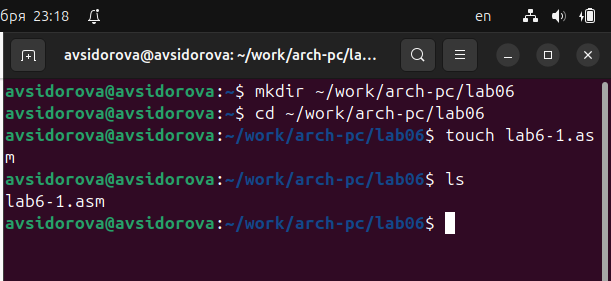 бря 23:18 en
avsidorova@avsidorova: ~/work/arch-pc/la...
avsidorova@avsidorova:~$ mkdir ~/work/arch-pc/lab06
avsidorova@avsidorova:~$ cd ~/work/arch-pc/lab06
avsidorova@avsidorova:~/work/arch-pc/lab06$ touch lab6-1.as
m
avsidorova@avsidorova:~/work/arch-pc/lab06$ ls
lab6-1.asm
avsidorova@avsidorova:~/work/arch-pc/lab06$